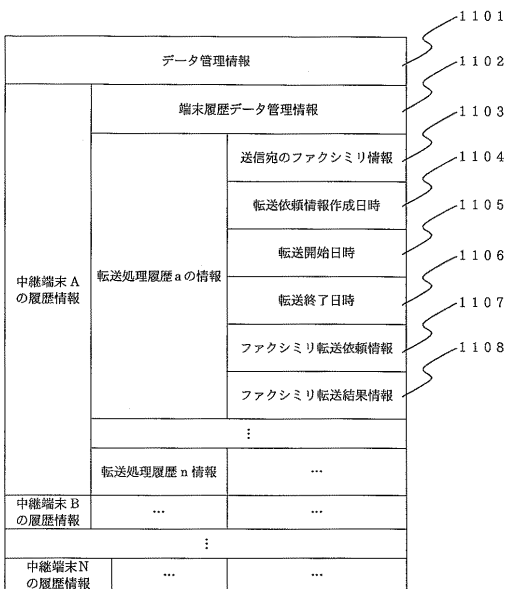 1101
データ管理情報
1102
端末履歴データ管理情報
1103
送信宛のファクシミリ情報
1104
転送依頼情報作成日時
1105
転送開始日時
1106
中継端末A
の履歴情報
転送処理履歴aの情報
転送終了日時
1107
ファクシミリ転送依頼情報
1108
ファクシミリ転送結果情報
⋮
転送処理履歴n情報
…
中継端末B
の履歴情報
…
…
⋮
中継端末N
の履歴情報
…
…